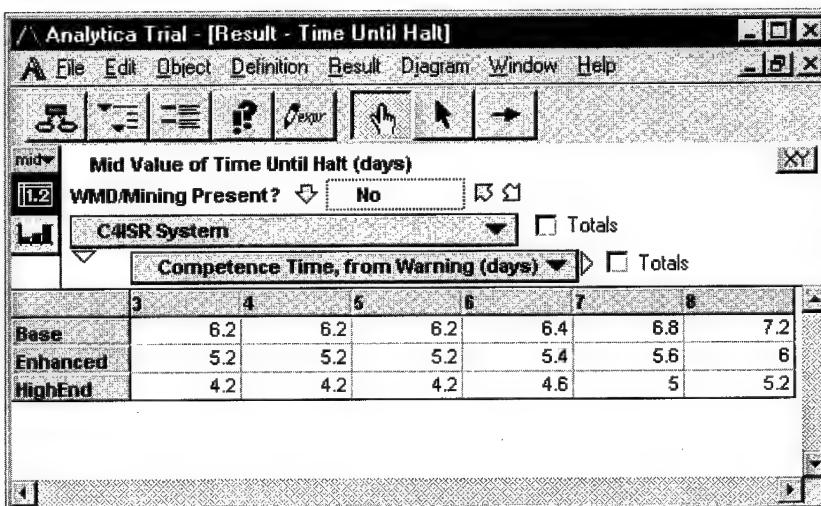 Analytica Trial - [Result - Time Until Halt]
File Edit Object Definition Result Diagram Window Help
expr
mid
Mid Value of Time Until Halt (days)
XY
1.2
WMD/Mining Present? No
C4ISR System Totals
Competence Time, from Warning (days) Totals
3 4 5 6 7 8
Base 6.2 6.2 6.2 6.4 6.8 7.2
Enhanced 5.2 5.2 5.2 5.4 5.6 6
HighEnd 4.2 4.2 4.2 4.6 5 5.2